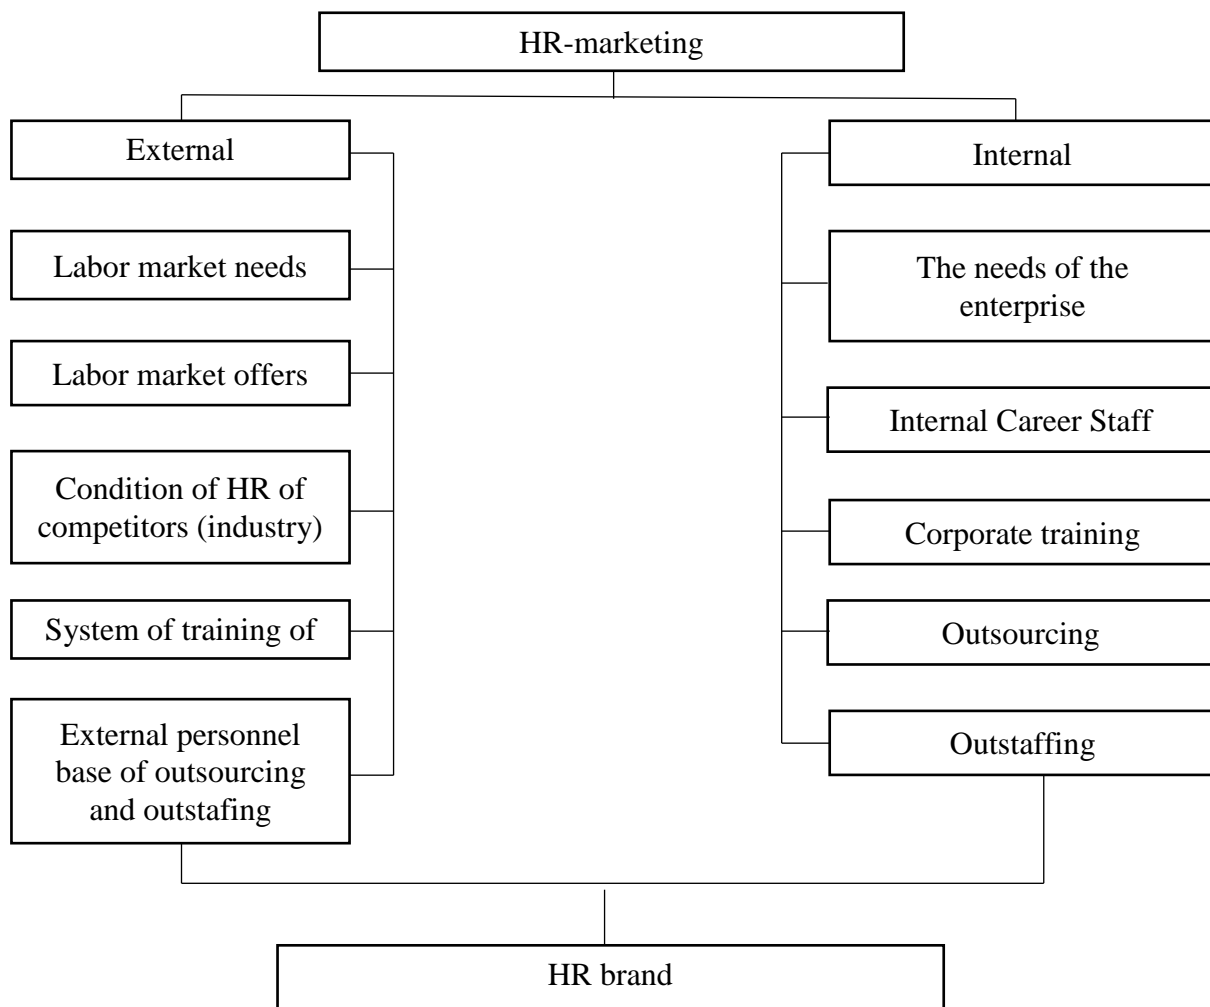 HR-marketing
External
Labor market needs
Labor market offers
Condition of HR of
competitors (industry)
System of training of
External personnel
base of outsourcing
and outstafing
Internal
The needs of the
enterprise
Internal Career Staff
Corporate training
Outsourcing
Outstaffing
HR brand